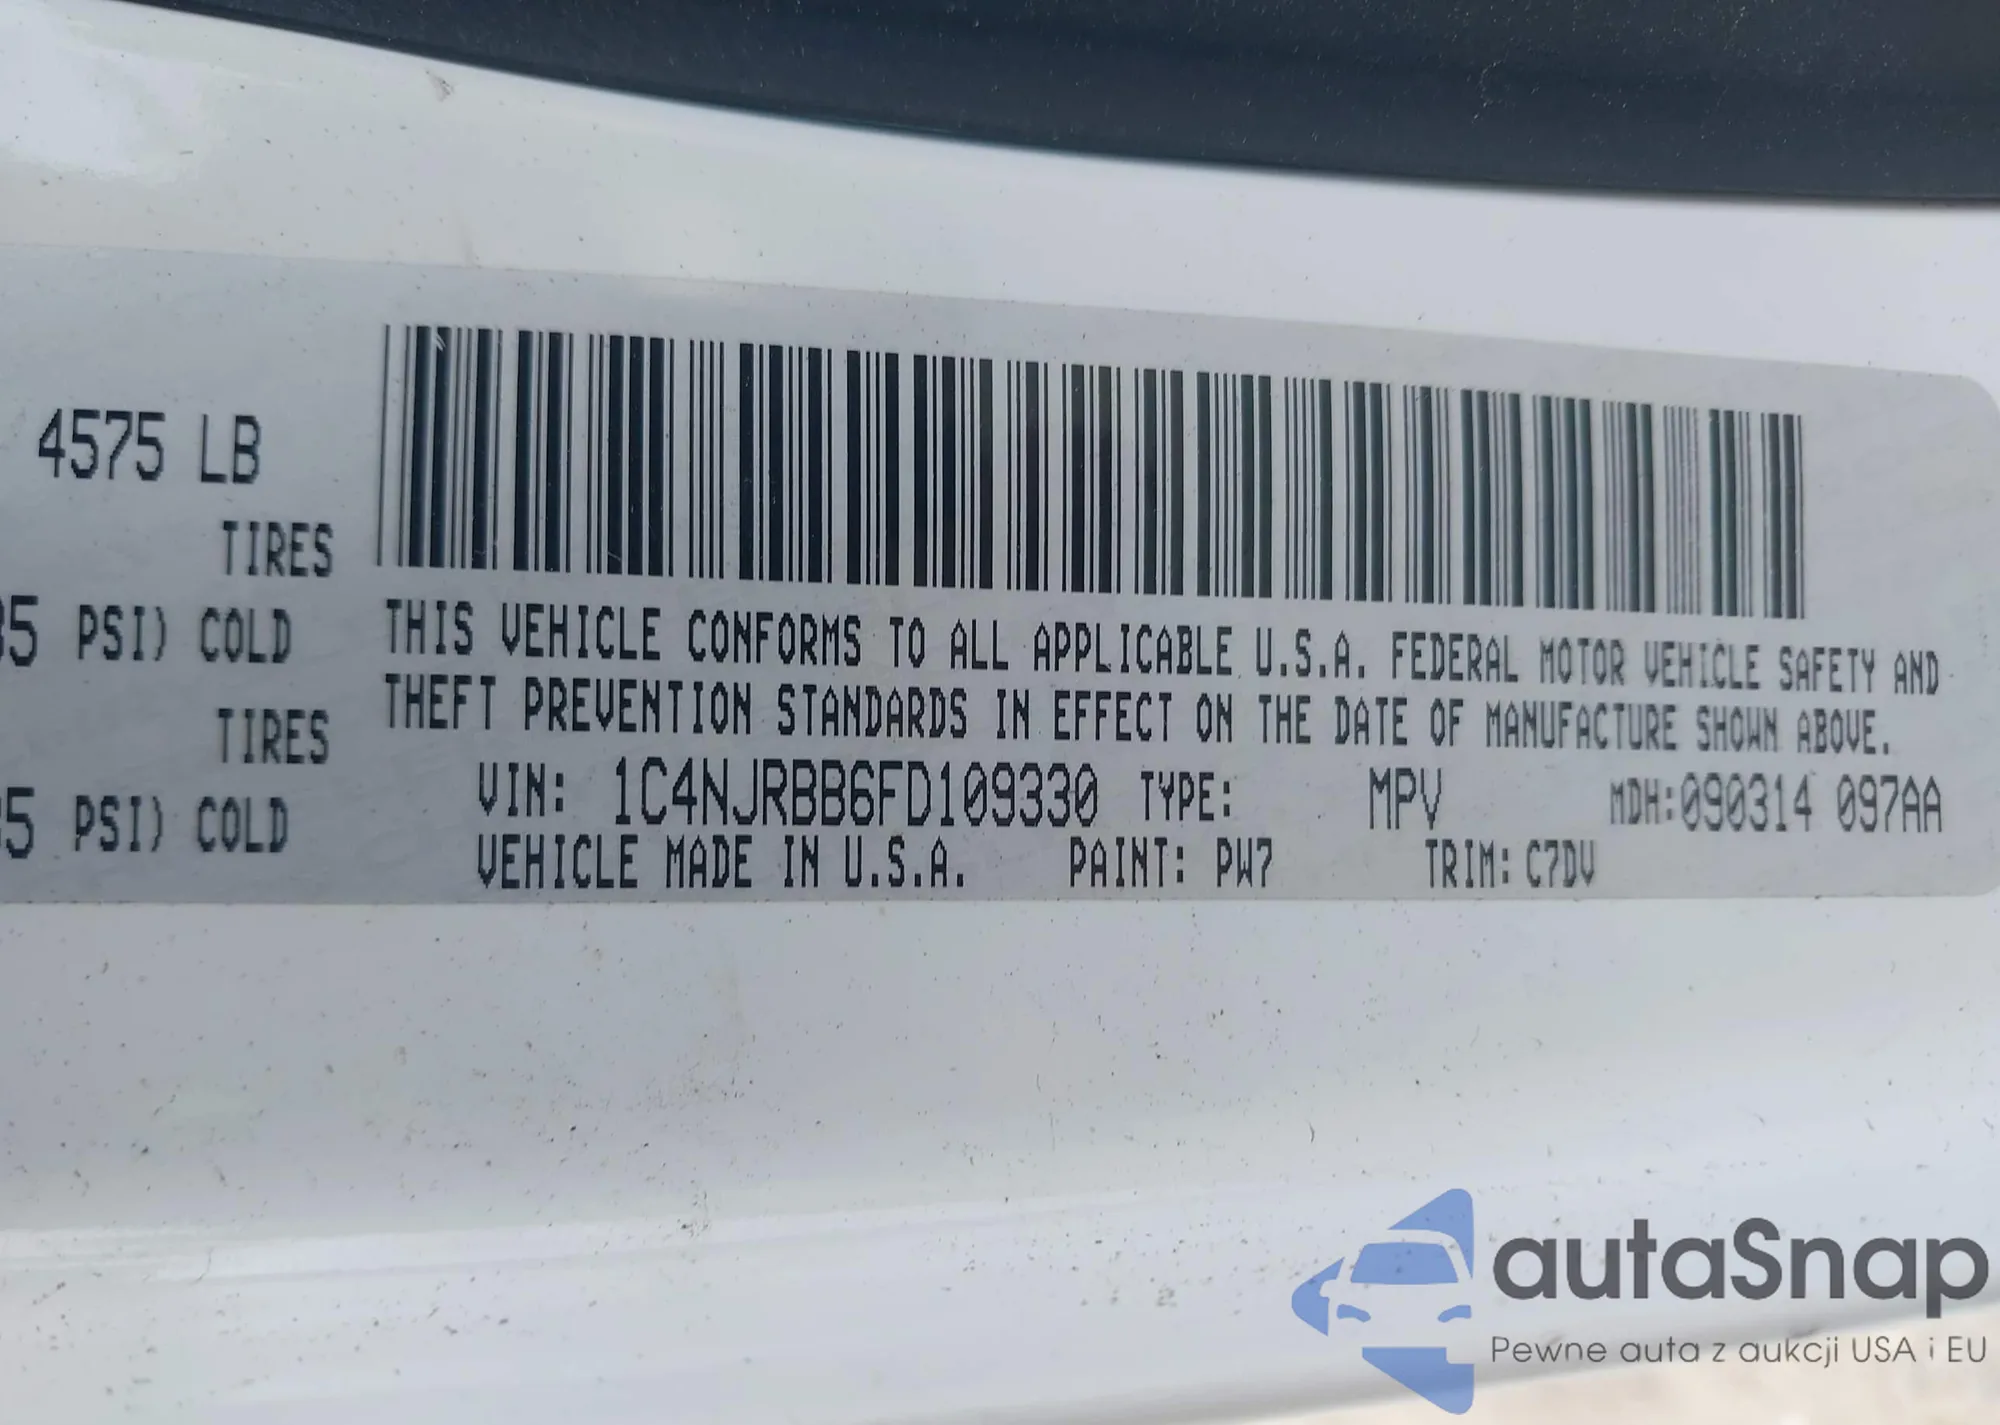 4575 LB
TIRES
35 PSI) COLD
TIRES
35 PSI) COLD
THIS VEHICLE CONFORMS TO ALL APPLICABLE U.S.A. FEDERAL MOTOR VEHICLE SAFETY AND
THEFT PREVENTION STANDARDS IN EFFECT ON THE DATE OF MANUFACTURE SHOWN ABOVE.
VIN: 1C4NJRBB6FD109330 TYPE: MPV MDH:090314 097AA
VEHICLE MADE IN U.S.A. PAINT: PW7 TRIM: C7DV
autaSnap
Pewne auta z aukcji USA i EU